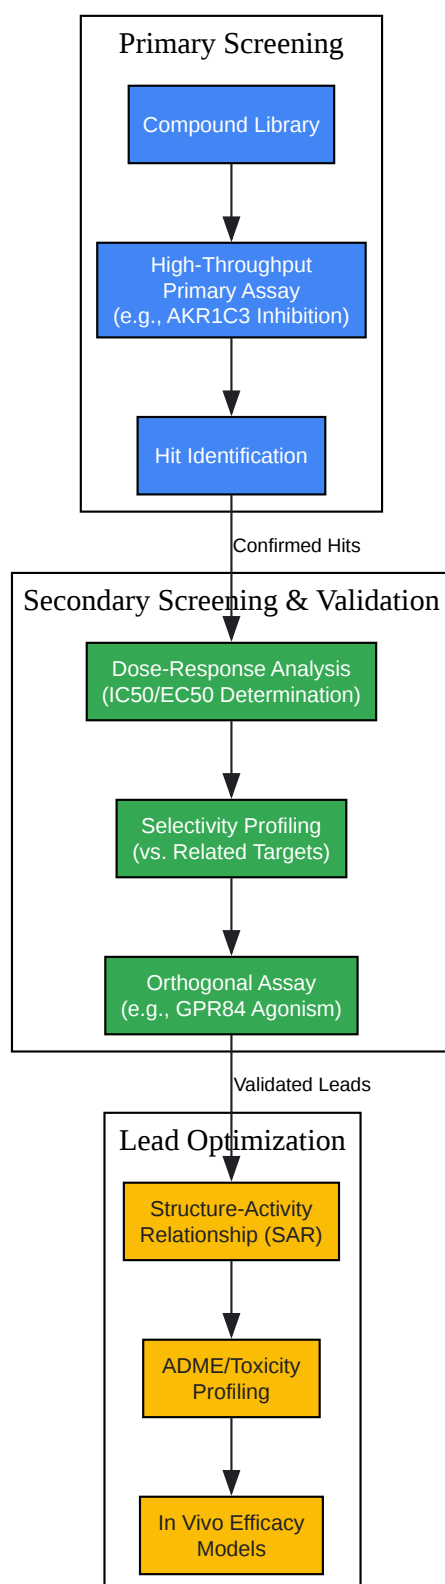 Primary Screening
Compound Library
High-Throughput
Primary Assay
(e.g., AKR1C3 Inhibition)
Hit Identification
Confirmed Hits
Secondary Screening & Validation
Dose-Response Analysis
(IC50/EC50 Determination)
Selectivity Profiling
(vs. Related Targets)
Orthogonal Assay
(e.g., GPR84 Agonism)
Validated Leads
Lead Optimization
Structure-Activity
Relationship (SAR)
ADME/Toxicity
Profiling
In Vivo Efficacy
Models